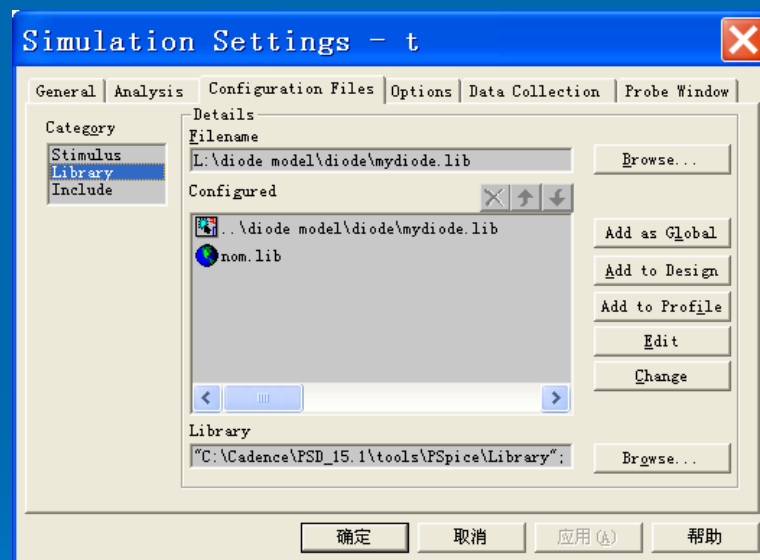 Simulation Settings - t
General
Analysis
Configuration Files
Options
Data Collection
Probe Window
Category
Stimulus
Library
Include
Details
Filename
L:\diode model\diode\mydiode.lib
Browse...
Configured
..\diode model\diode\mydiode.lib
nom.lib
Add as Global
Add to Design
Add to Profile
Edit
Change
Library
"C:\Cadence\PSD_15.1\tools\PSpice\Library";
Browse...
确定
取消
应用(A)
帮助